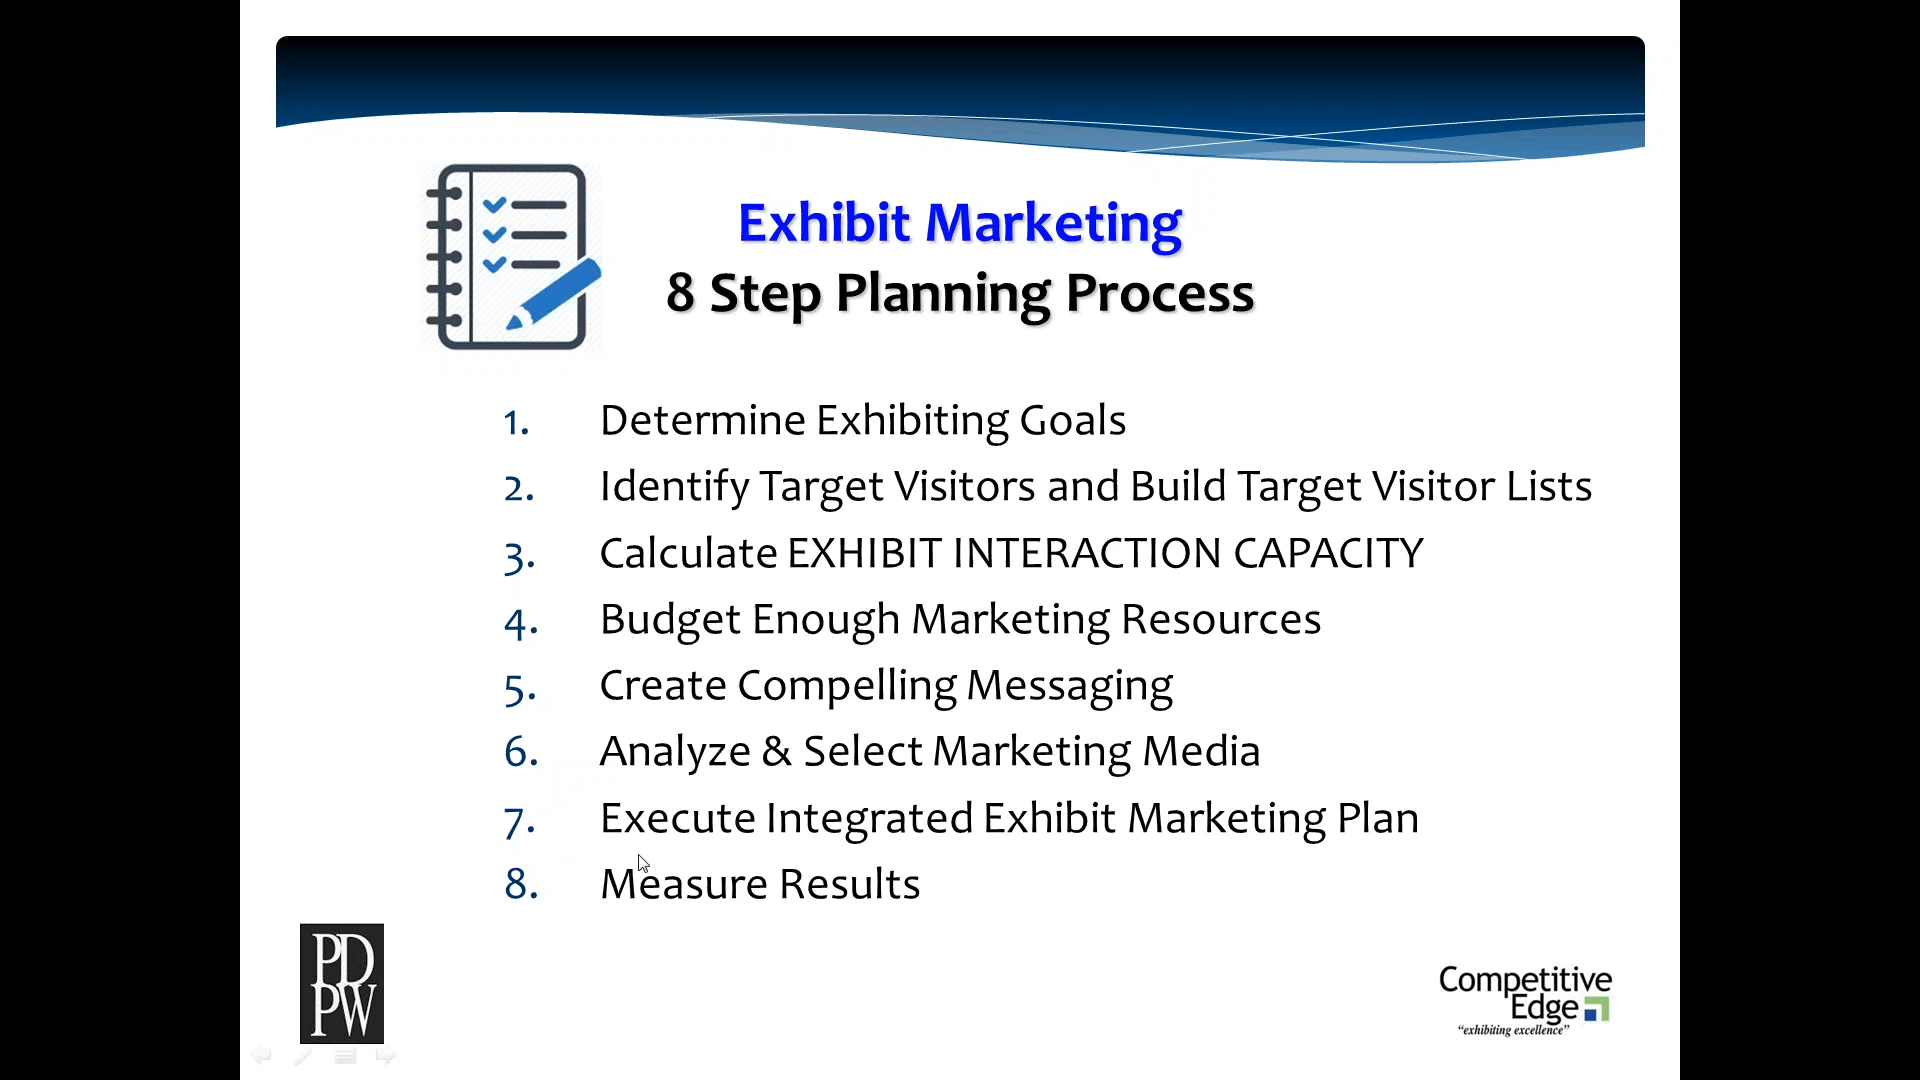 Exhibit Marketing
8 Step Planning Process
1. Determine Exhibiting Goals
2. Identify Target Visitors and Build Target Visitor Lists
3. Calculate EXHIBIT INTERACTION CAPACITY
4. Budget Enough Marketing Resources
5. Create Compelling Messaging
6. Analyze & Select Marketing Media
7. Execute Integrated Exhibit Marketing Plan
8. Measure Results
PD
PW
Competitive
Edge
“exhibiting excellence”